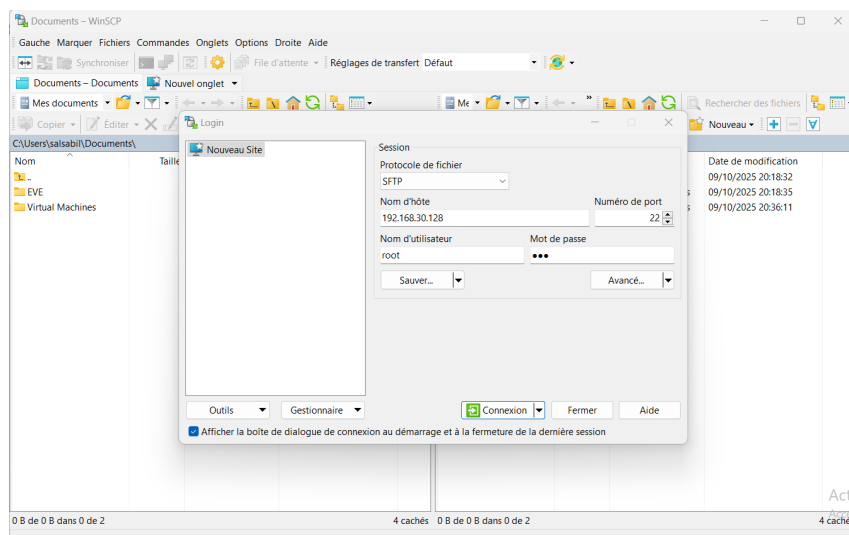 Documents – WinSCP
Gauche Marquer Fichiers Commandes Onglets Options Droite Aide
Synchroniser File d'attente Réglages de transfert Défaut
Documents – Documents Nouvel onglet
Mes documents Me Rechercher des fichiers
Copier Éditer Nouveau
C:\Users\salsabil\Documents\
Nom Taille Date de modification
.. 09/10/2025 20:18:32
EVE 09/10/2025 20:18:35
Virtual Machines 09/10/2025 20:36:11
Login
Nouveau Site
Session
Protocole de fichier
SFTP
Nom d'hôte Numéro de port
192.168.30.128 22
Nom d'utilisateur Mot de passe
root •••
Sauver... Avancé...
Outils Gestionnaire Connexion Fermer Aide
Afficher la boîte de dialogue de connexion au démarrage et à la fermeture de la dernière session
Act
0 B de 0 B dans 0 de 2 4 cachés 0 B de 0 B dans 0 de 2 4 caché